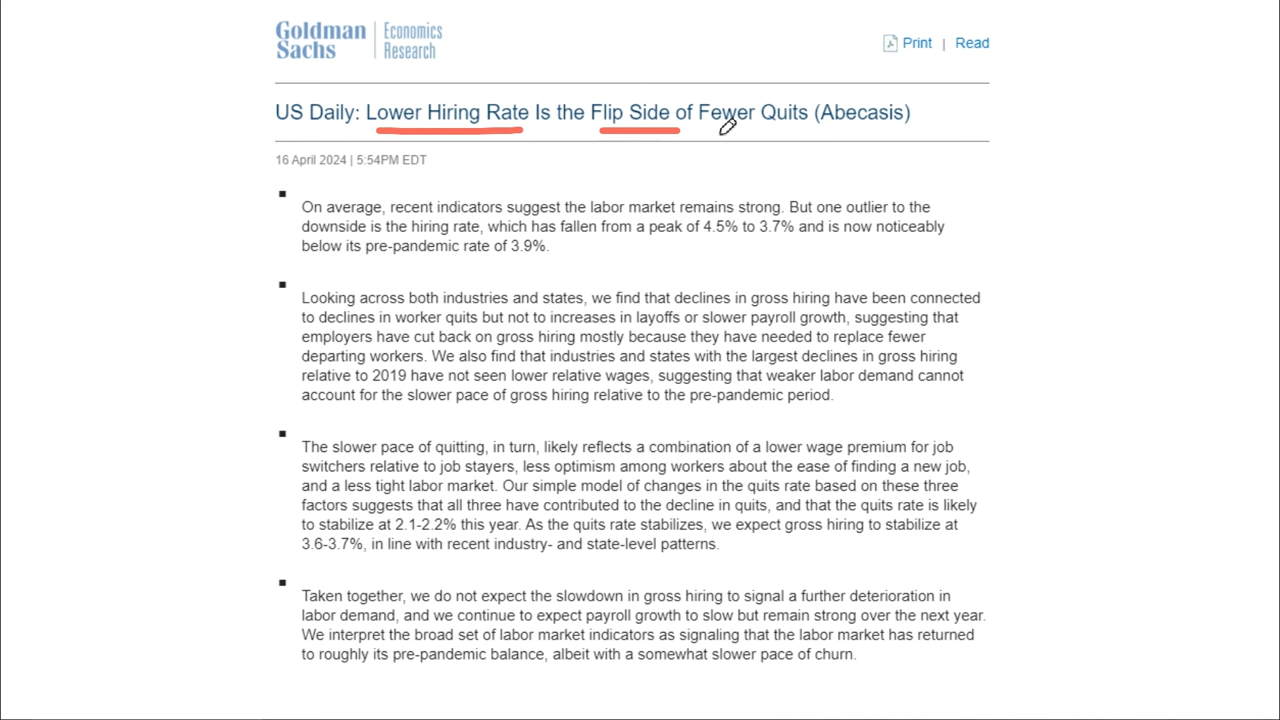 Goldman Sachs
Economics Research
Print | Read
US Daily: Lower Hiring Rate Is the Flip Side of Fewer Quits (Abecasis)
16 April 2024 | 5:54PM EDT
On average, recent indicators suggest the labor market remains strong. But one outlier to the
downside is the hiring rate, which has fallen from a peak of 4.5% to 3.7% and is now noticeably
below its pre-pandemic rate of 3.9%.
Looking across both industries and states, we find that declines in gross hiring have been connected
to declines in worker quits but not to increases in layoffs or slower payroll growth, suggesting that
employers have cut back on gross hiring mostly because they have needed to replace fewer
departing workers. We also find that industries and states with the largest declines in gross hiring
relative to 2019 have not seen lower relative wages, suggesting that weaker labor demand cannot
account for the slower pace of gross hiring relative to the pre-pandemic period.
The slower pace of quitting, in turn, likely reflects a combination of a lower wage premium for job
switchers relative to job stayers, less optimism among workers about the ease of finding a new job,
and a less tight labor market. Our simple model of changes in the quits rate based on these three
factors suggests that all three have contributed to the decline in quits, and that the quits rate is likely
to stabilize at 2.1-2.2% this year. As the quits rate stabilizes, we expect gross hiring to stabilize at
3.6-3.7%, in line with recent industry- and state-level patterns.
Taken together, we do not expect the slowdown in gross hiring to signal a further deterioration in
labor demand, and we continue to expect payroll growth to slow but remain strong over the next year.
We interpret the broad set of labor market indicators as signaling that the labor market has returned
to roughly its pre-pandemic balance, albeit with a somewhat slower pace of churn.